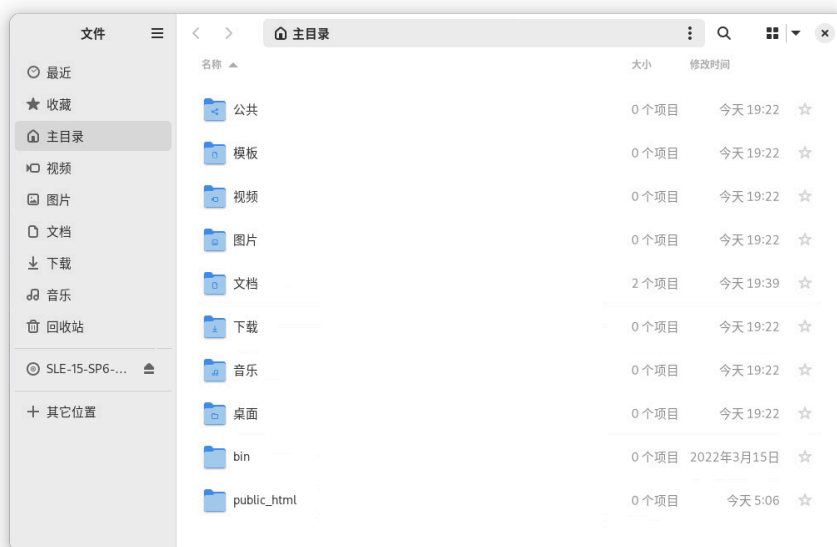 文件
主目录
名称 大小 修改时间
最近
收藏
主目录
视频
图片
文档
下载
音乐
回收站
SLE-15-SP6-...
其它位置
公共 0 个项目 今天 19:22
模板 0 个项目 今天 19:22
视频 0 个项目 今天 19:22
图片 0 个项目 今天 19:22
文档 2 个项目 今天 19:39
下载 0 个项目 今天 19:22
音乐 0 个项目 今天 19:22
桌面 0 个项目 今天 19:22
bin 0 个项目 2022年3月15日
public_html 0 个项目 今天 5:06